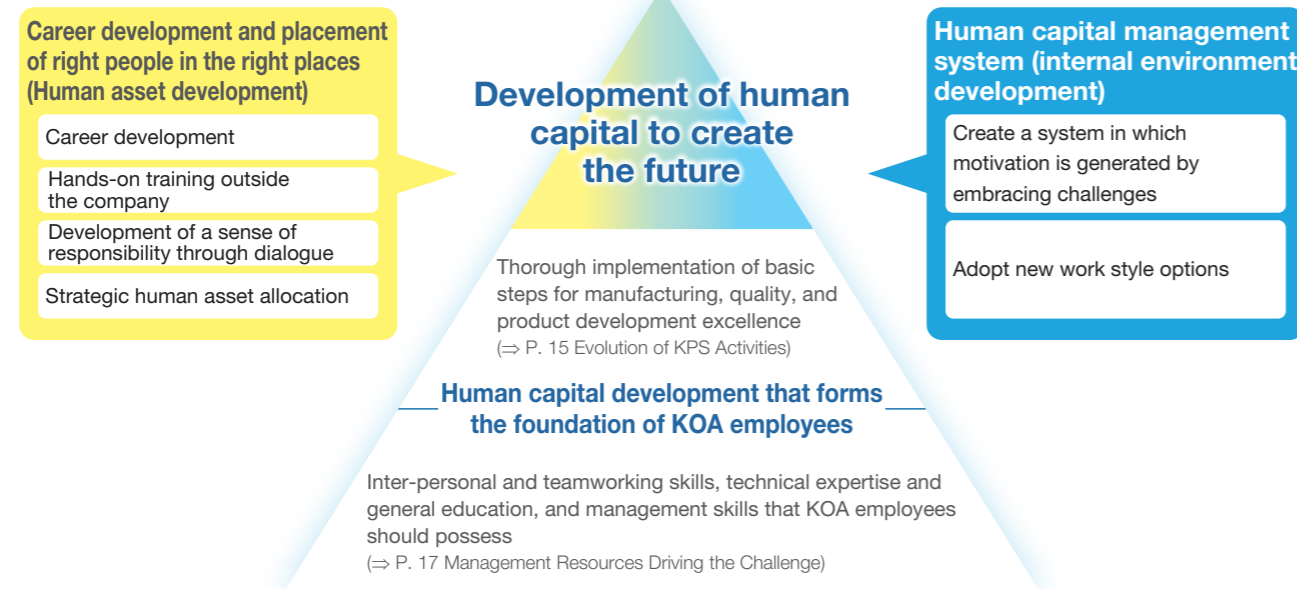 Career development and placement
of right people in the right places
(Human asset development)
Career development
Hands-on training outside
the company
Development of a sense of
responsibility through dialogue
Strategic human asset allocation
Development of human
capital to create
the future
Human capital management
system (internal environment
development)
Create a system in which
motivation is generated by
embracing challenges
Adopt new work style options
Thorough implementation of basic
steps for manufacturing, quality, and
product development excellence
(⇒ P. 15 Evolution of KPS Activities)
Human capital development that forms
the foundation of KOA employees
Inter-personal and teamworking skills, technical expertise and
general education, and management skills that KOA employees
should possess
(⇒ P. 17 Management Resources Driving the Challenge)